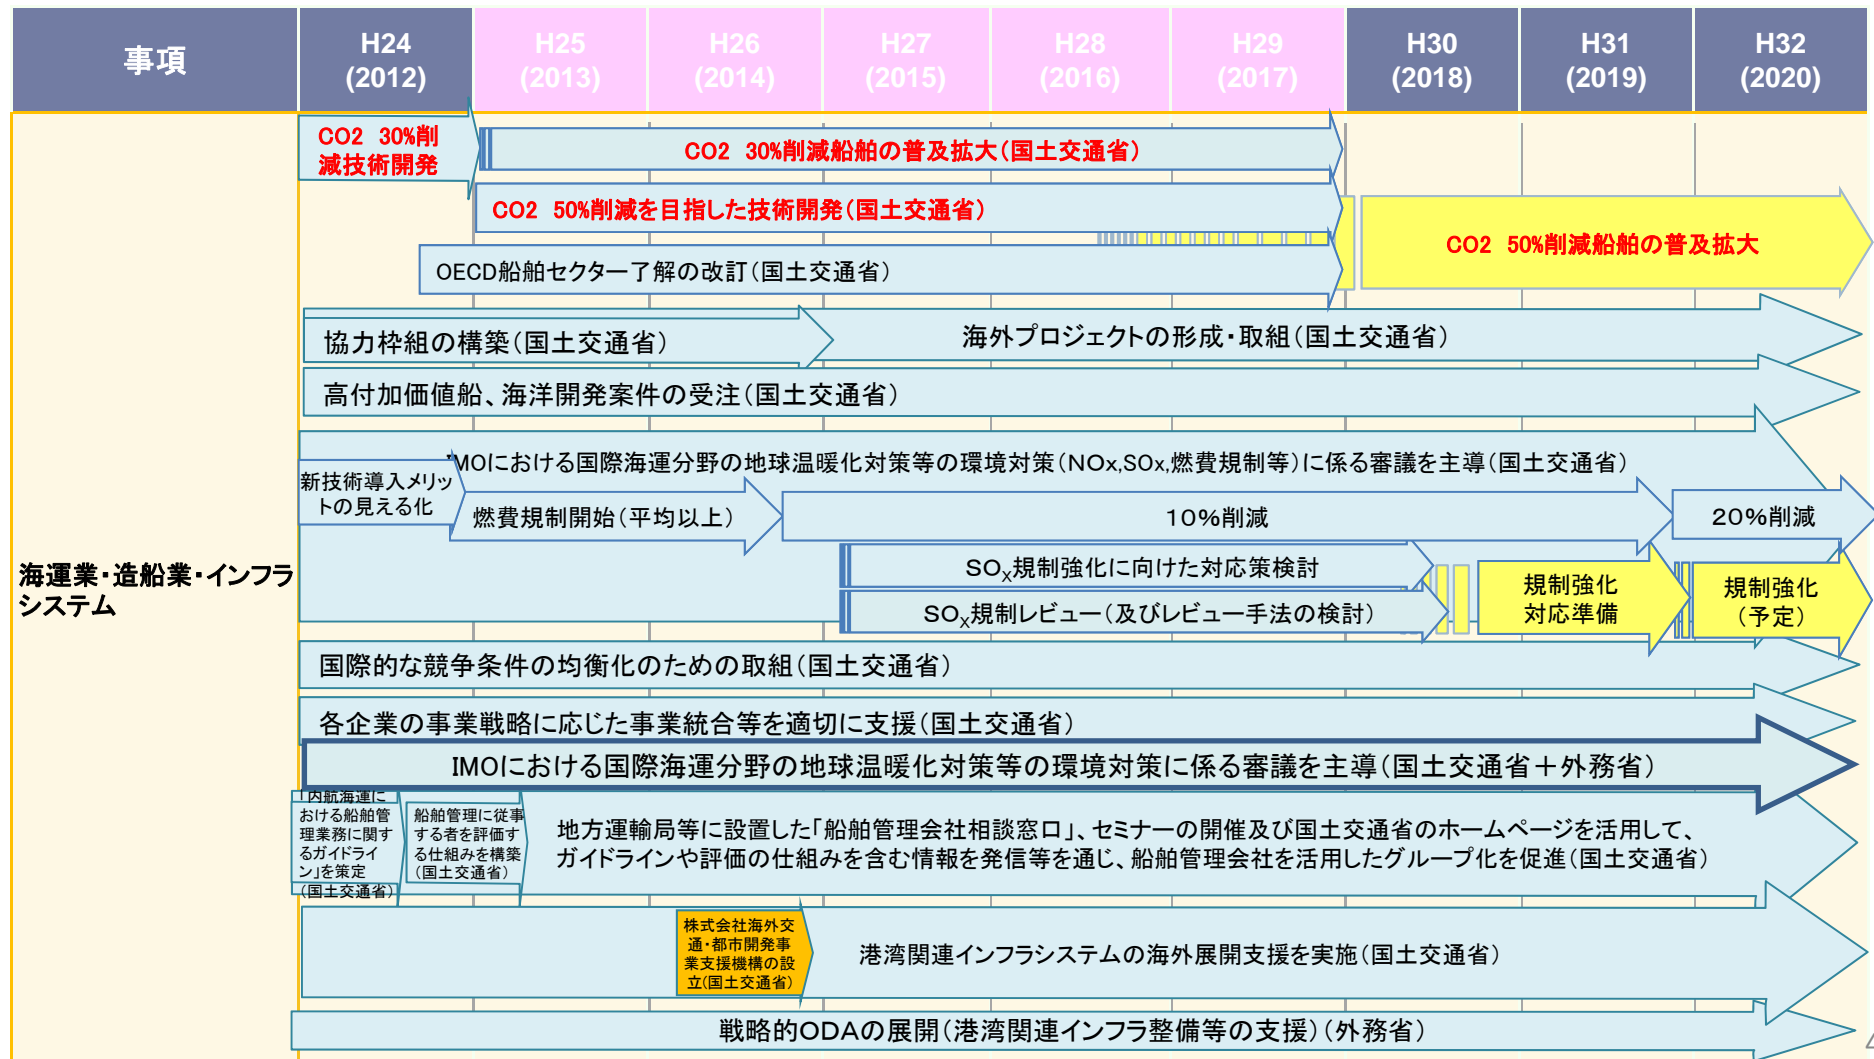 事項
H24
(2012)
H25
(2013)
H26
(2014)
H27
(2015)
H28
(2016)
H29
(2017)
H30
(2018)
H31
(2019)
H32
(2020)
海運業・造船業・インフラ
システム
CO2 30%削
減技術開発
CO2 30%削減船舶の普及拡大(国土交通省)
CO2 50%削減を目指した技術開発(国土交通省)
CO2 50%削減船舶の普及拡大
OECD船舶セクター了解の改訂(国土交通省)
協力枠組の構築(国土交通省)
海外プロジェクトの形成・取組(国土交通省)
高付加価値船、海洋開発案件の受注(国土交通省)
IMOにおける国際海運分野の地球温暖化対策等の環境対策(NOx,SOx,燃費規制等)に係る審議を主導(国土交通省)
新技術導入メリッ
トの見える化
燃費規制開始(平均以上)
10%削減
20%削減
SOX規制強化に向けた対応策検討
SOX規制レビュー(及びレビュー手法の検討)
規制強化
対応準備
規制強化
(予定)
国際的な競争条件の均衡化のための取組(国土交通省)
各企業の事業戦略に応じた事業統合等を適切に支援(国土交通省)
IMOにおける国際海運分野の地球温暖化対策等の環境対策に係る審議を主導(国土交通省+外務省)
「内航海運に
おける船舶管
理業務に関す
るガイドライ
ン」を策定
(国土交通省)
船舶管理に従事
する者を評価す
る仕組みを構築
(国土交通省)
地方運輸局等に設置した「船舶管理会社相談窓口」、セミナーの開催及び国土交通省のホームページを活用して、
ガイドラインや評価の仕組みを含む情報を発信等を通じ、船舶管理会社を活用したグループ化を促進(国土交通省)
株式会社海外交
通・都市開発事
業支援機構の設
立(国土交通省)
港湾関連インフラシステムの海外展開支援を実施(国土交通省)
戦略的ODAの展開(港湾関連インフラ整備等の支援)(外務省)